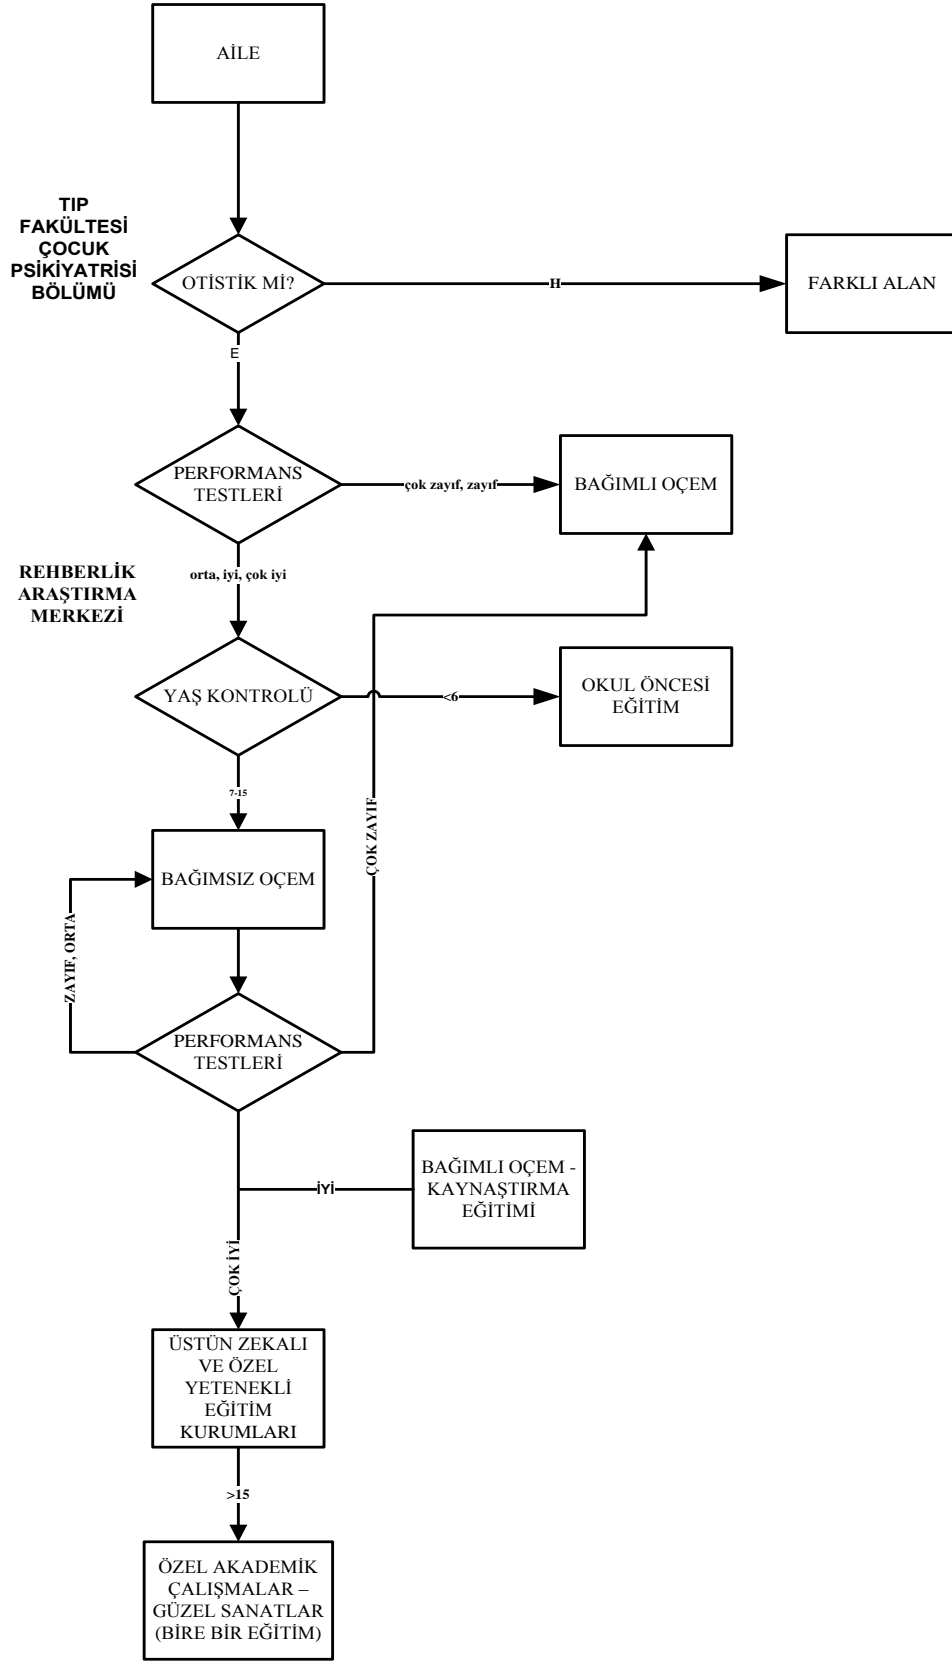 AİLE
TIP
FAKÜLTESİ
ÇOCUK
PSİKİYATRİSİ
BÖLÜMÜ
OTİSTİK Mİ?
H
FARKLI ALAN
E
PERFORMANS
TESTLERİ
çok zayıf, zayıf
BAĞIMLI OÇEM
REHBERLİK
ARAŞTIRMA
MERKEZİ
orta, iyi, çok iyi
YAŞ KONTROLÜ
<6
OKUL ÖNCESİ
EĞİTİM
7-15
ÇOK ZAYIF
BAĞIMSIZ OÇEM
ZAYIF, ORTA
PERFORMANS
TESTLERİ
İYİ
BAĞIMLI OÇEM -
KAYNAŞTIRMA
EĞİTİMİ
ÇOK İYİ
ÜSTÜN ZEKALI
VE ÖZEL
YETENEKLİ
EĞİTİM
KURUMLARI
>15
ÖZEL AKADEMİK
ÇALIŞMALAR –
GÜZEL SANATLAR
(BİRE BİR EĞİTİM)